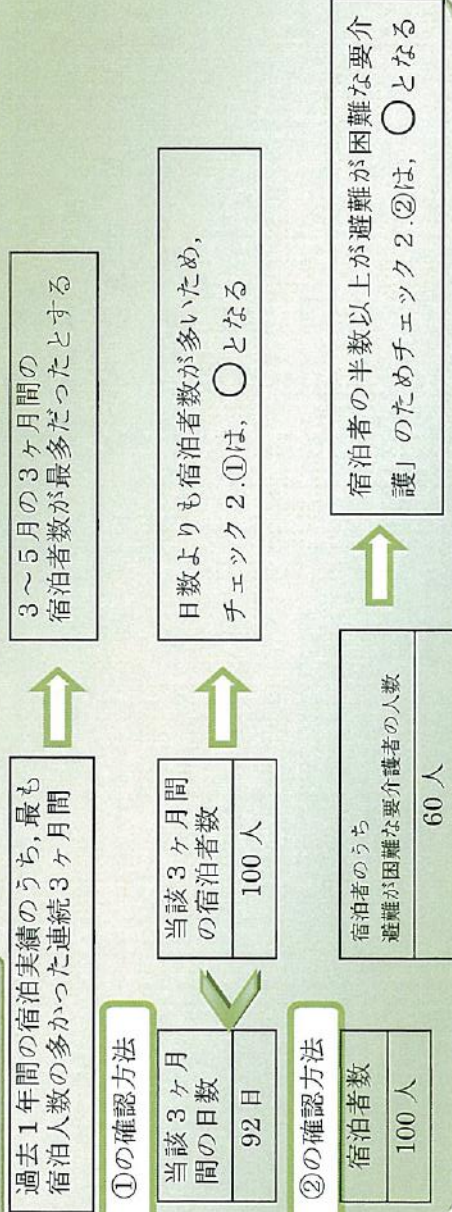 過去1年間の宿泊実績のうち,最も
宿泊人数の多かった連続3ヶ月間
3～5月の3ヶ月間の
宿泊者数が最多だったとする
①の確認方法
当該3ヶ月
間の日数
92日
当該3ヶ月間
の宿泊者数
100人
日数よりも宿泊者数が多いため,
チェック2.①は,○となる
②の確認方法
宿泊者数
100人
宿泊者のうち
避難が困難な要介護者の人数
60人
宿泊者の半数以上が避難が困難な要介
護」のためチェック2.②は,○となる